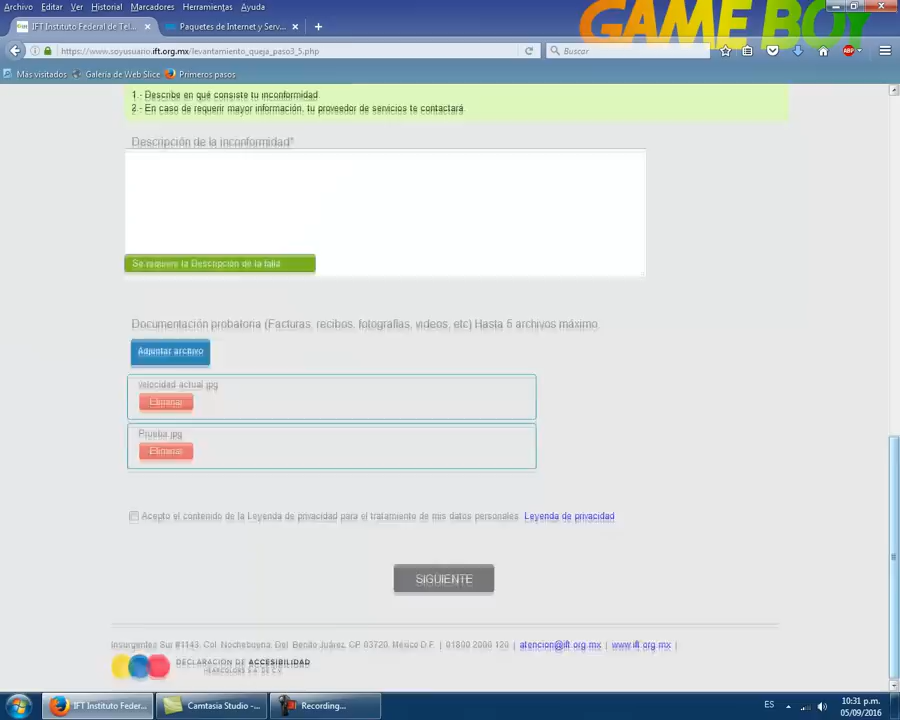 Archivo Editar Ver Historial Marcadores Herramientas Ayuda
GAME BOY
IFT Instituto Federal de Tel...
Paquetes de Internet y Serv...
https://www.soyusuario.ift.org.mx/levantamiento_queja_paso3_5.php
Buscar
ABP
Más visitados Galería de Web Slice Primeros pasos
1.- Describe en qué consiste tu inconformidad.
2.- En caso de requerir mayor información, tu proveedor de servicios te contactará.
Descripción de la inconformidad*
Se requiere la Descripción de la falla
Documentación probatoria (Facturas, recibos, fotografías, videos, etc) Hasta 5 archivos máximo.
Adjuntar archivo
velocidad actual.jpg
Eliminar
Prueba.jpg
Eliminar
Acepto el contenido de la Leyenda de privacidad para el tratamiento de mis datos personales. Leyenda de privacidad
SIGUIENTE
Insurgentes Sur #1143, Col. Nochebuena, Del. Benito Juárez, CP. 03720. México D.F. | 01800 2000 120 | atencion@ift.org.mx | www.ift.org.mx |
DECLARACIÓN DE ACCESIBILIDAD
HEARCOLORS S.A. DE C.V.
IFT Instituto Feder...
Camtasia Studio -...
Recording...
ES
10:31 p.m.
05/09/2016